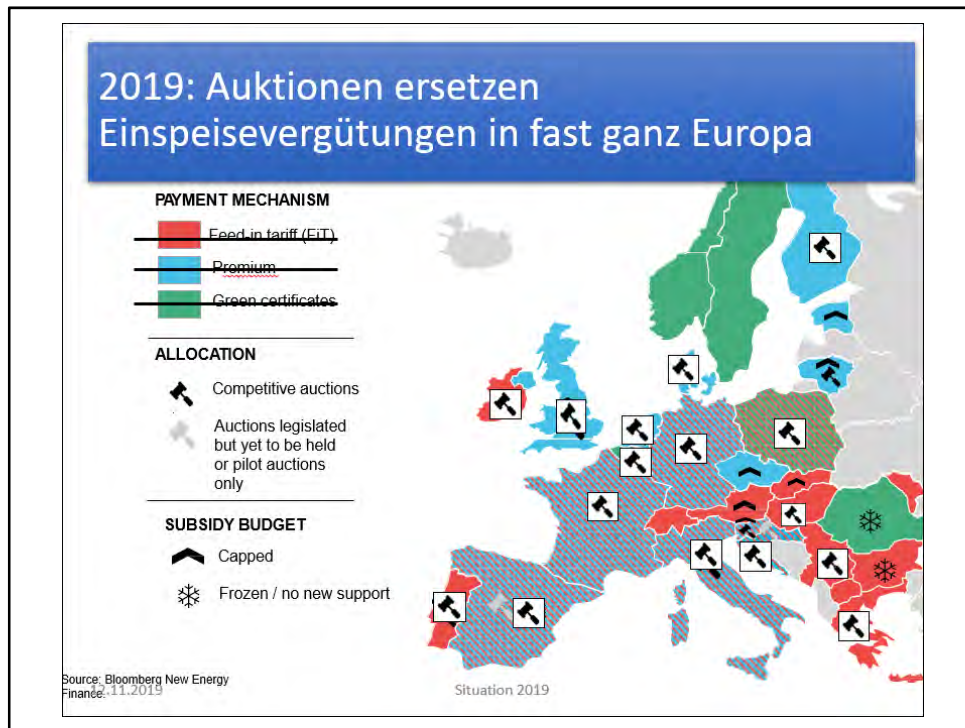 2019: Auktionen ersetzen
Einspeisevergütungen in fast ganz Europa
PAYMENT MECHANISM
Feed-in tariff (FiT)
Premium
Green certificates
ALLOCATION
Competitive auctions
Auctions legislated
but yet to be held
or pilot auctions
only
SUBSIDY BUDGET
Capped
Frozen / no new support
Source: Bloomberg New Energy
Finance.
12.11.2019
Situation 2019